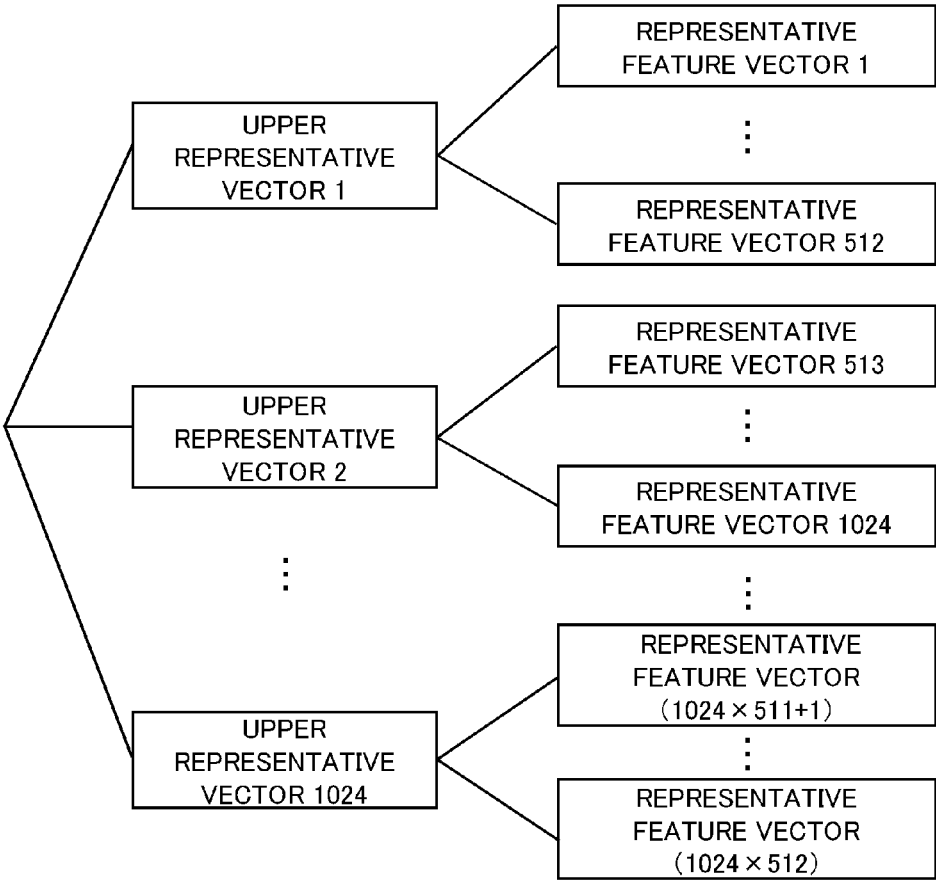 REPRESENTATIVE
FEATURE VECTOR 1
⋮
UPPER
REPRESENTATIVE
VECTOR 1
REPRESENTATIVE
FEATURE VECTOR 512
REPRESENTATIVE
FEATURE VECTOR 513
⋮
UPPER
REPRESENTATIVE
VECTOR 2
REPRESENTATIVE
FEATURE VECTOR 1024
⋮
⋮
REPRESENTATIVE
FEATURE VECTOR
(1024×511+1)
⋮
UPPER
REPRESENTATIVE
VECTOR 1024
REPRESENTATIVE
FEATURE VECTOR
(1024×512)